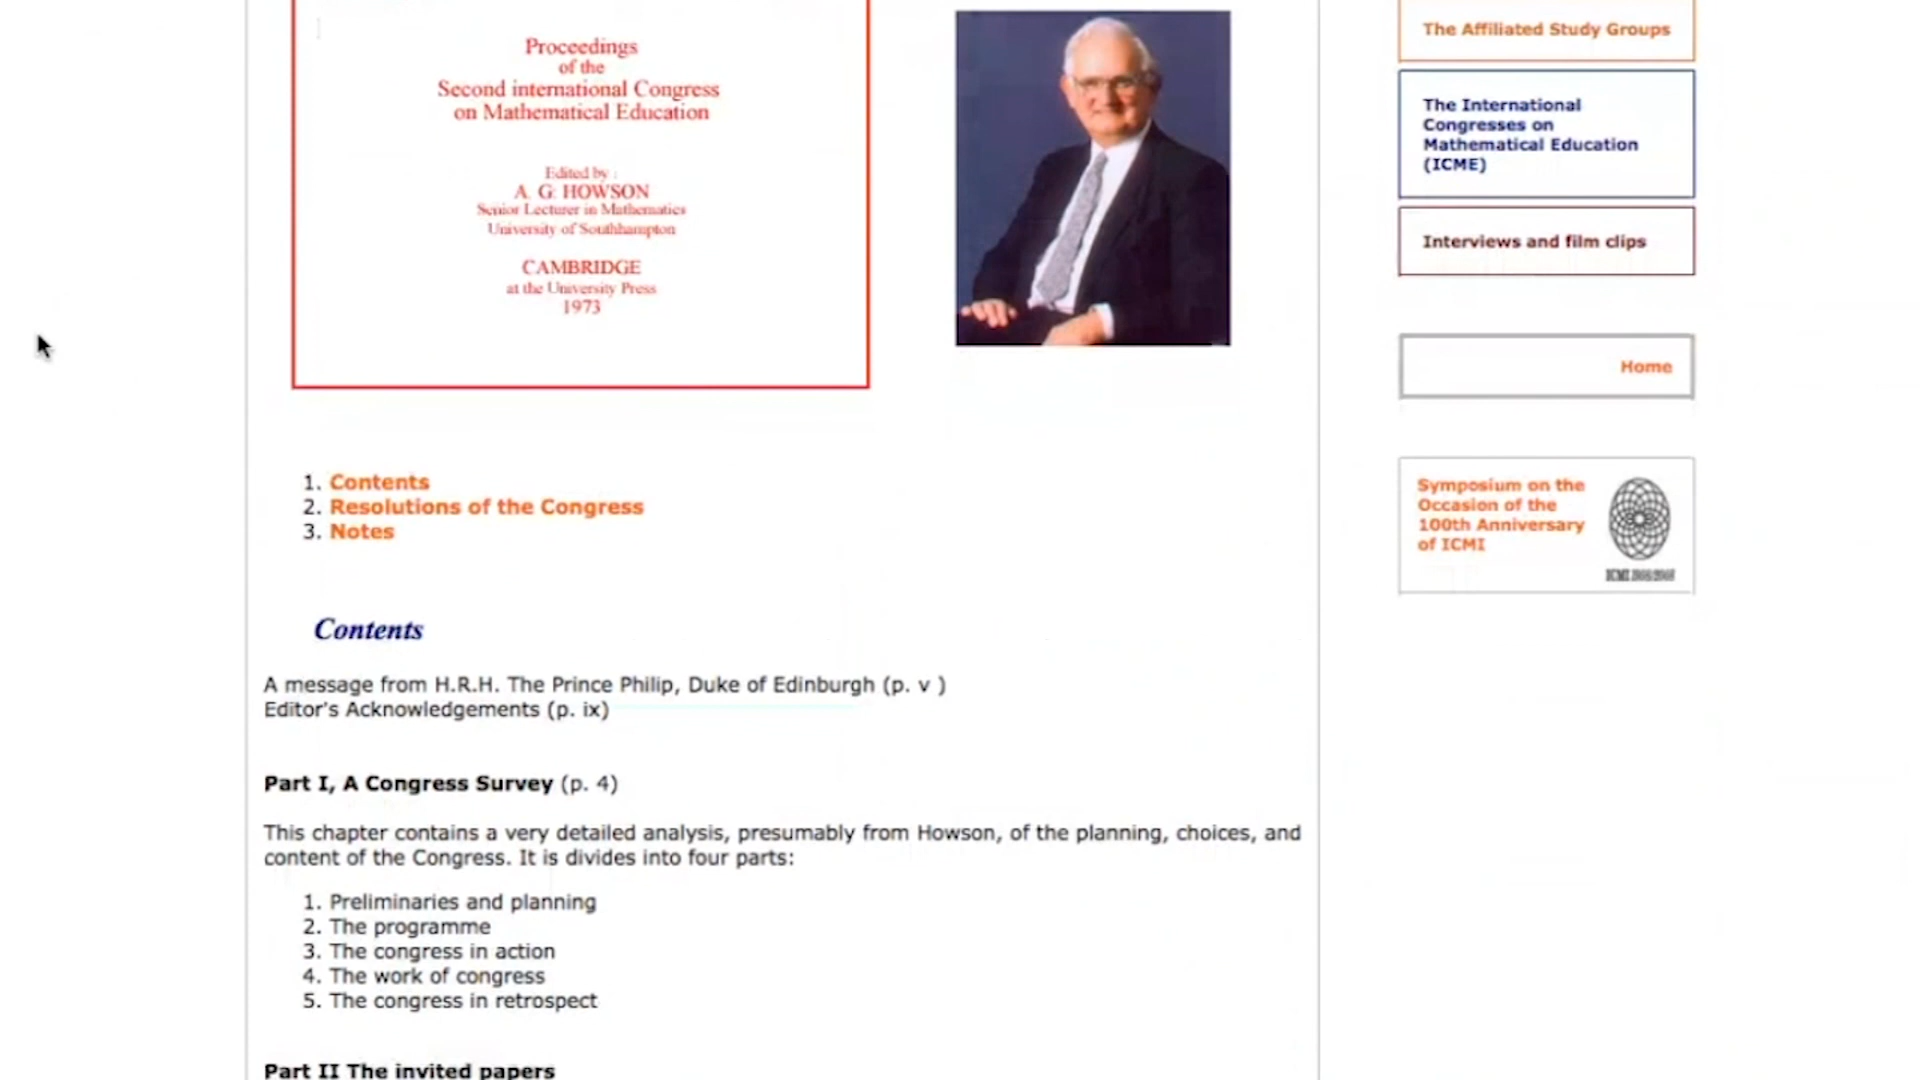 Proceedings
of the
Second international Congress
on Mathematical Education
Edited by :
A. G. HOWSON
Senior Lecturer in Mathematics
University of Southhampton
CAMBRIDGE
at the University Press
1973
1. Contents
2. Resolutions of the Congress
3. Notes
Contents
A message from H.R.H. The Prince Philip, Duke of Edinburgh (p. v )
Editor's Acknowledgements (p. ix)
Part I, A Congress Survey (p. 4)
This chapter contains a very detailed analysis, presumably from Howson, of the planning, choices, and
content of the Congress. It is divides into four parts:
1. Preliminaries and planning
2. The programme
3. The congress in action
4. The work of congress
5. The congress in retrospect
Part II The invited papers
The Affiliated Study Groups
The International
Congresses on
Mathematical Education
(ICME)
Interviews and film clips
Home
Symposium on the
Occasion of the
100th Anniversary
of ICMI
ICMI